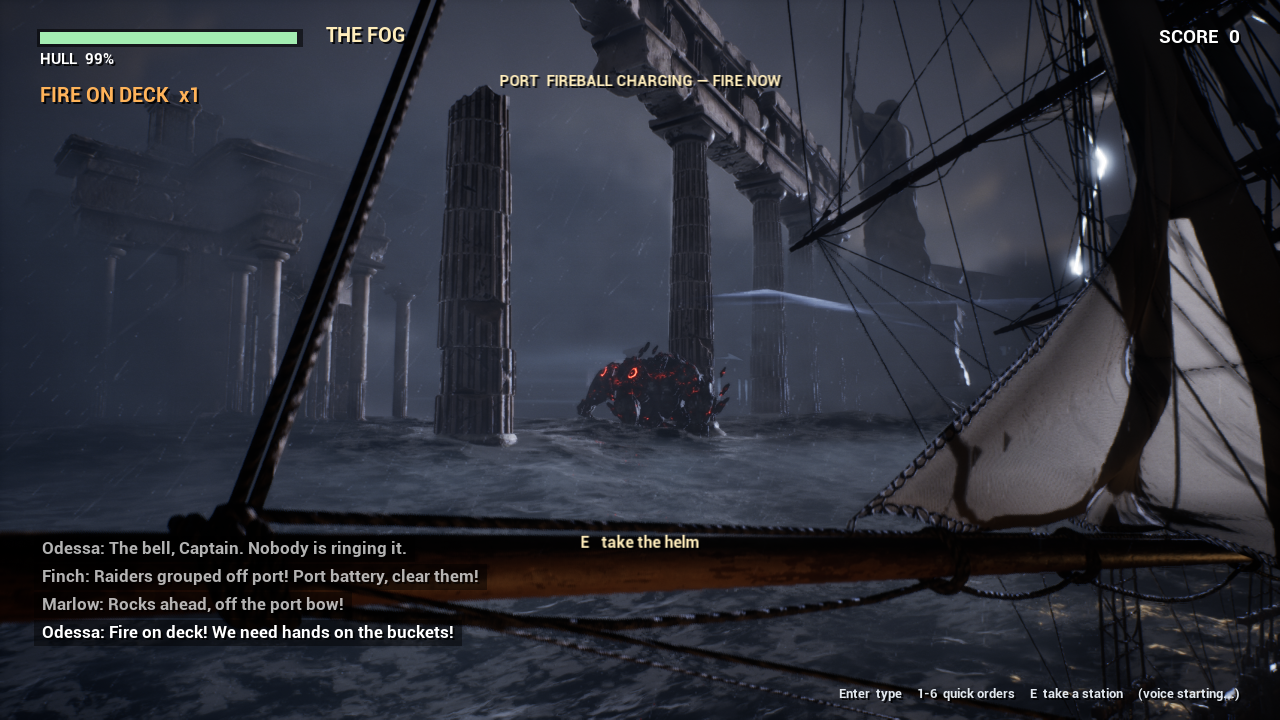 THE FOG
SCORE 0
HULL 99%
PORT FIREBALL CHARGING — FIRE NOW
FIRE ON DECK x1
E take the helm
Odessa: The bell, Captain. Nobody is ringing it.
Finch: Raiders grouped off port! Port battery, clear them!
Marlow: Rocks ahead, off the port bow!
Odessa: Fire on deck! We need hands on the buckets!
Enter type 1-6 quick orders E take a station (voice starting...)